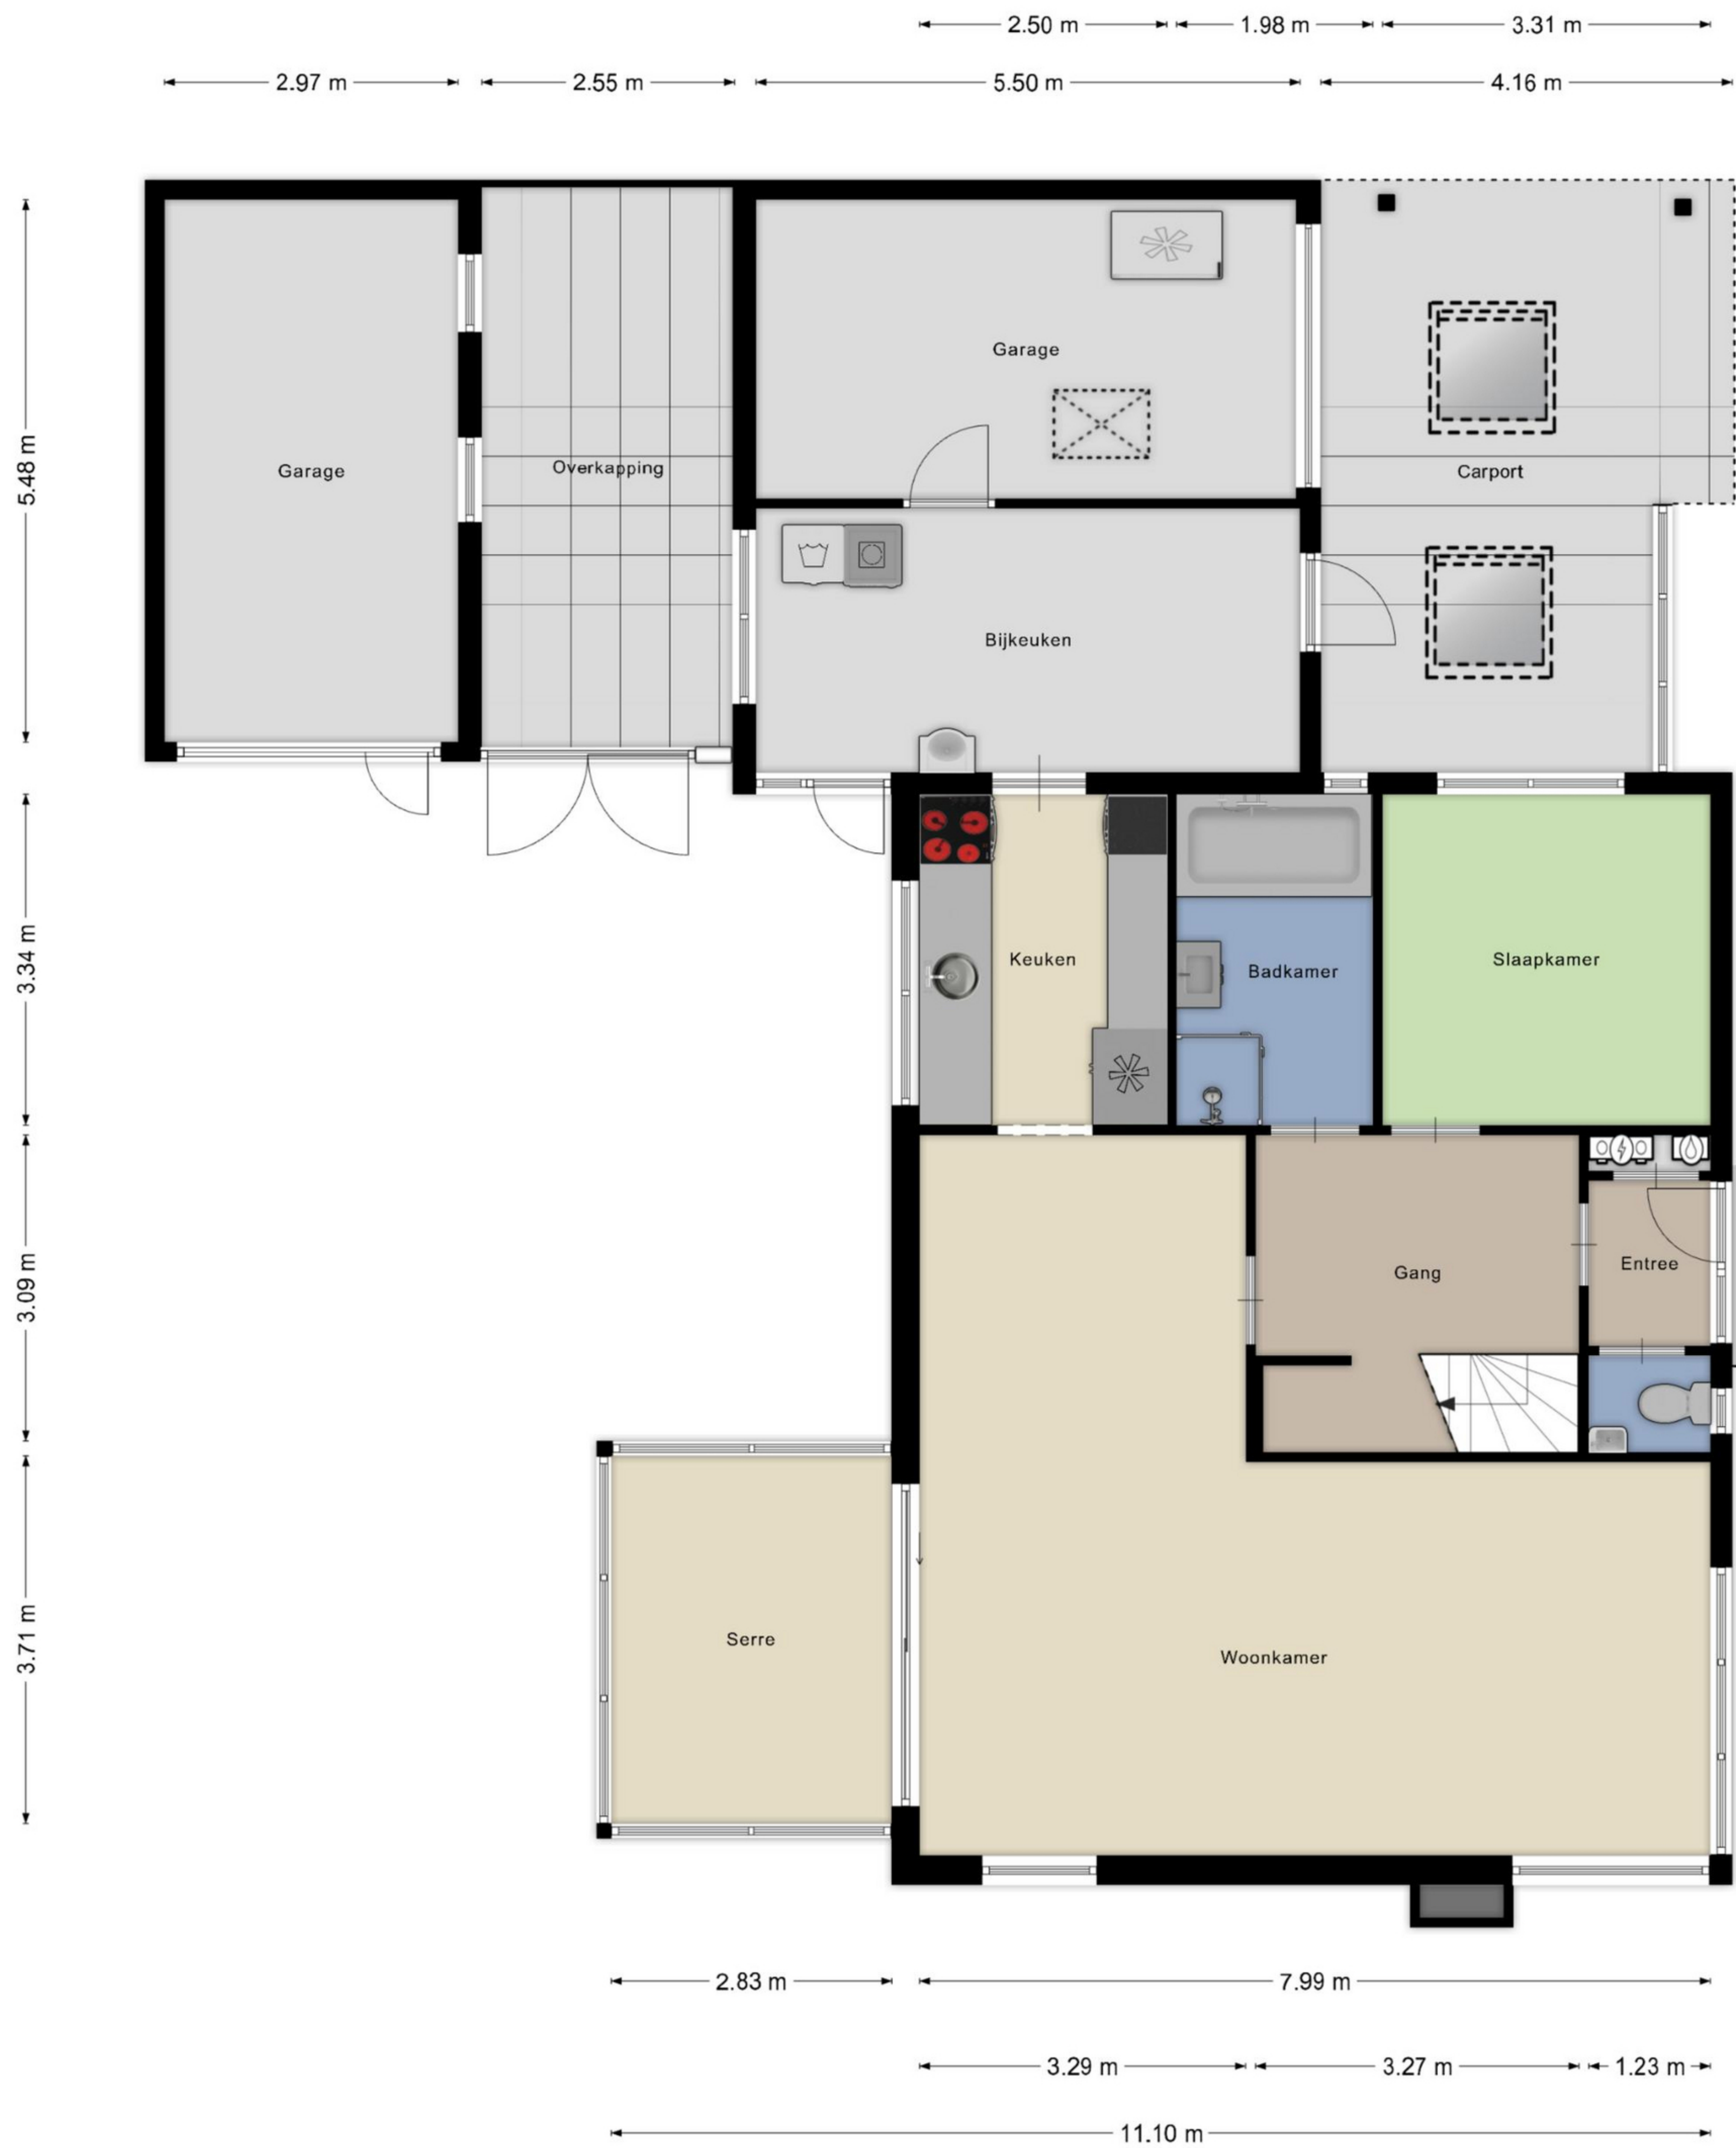 2.50 m 1.98 m 3.31 m
2.97 m 2.55 m 5.50 m 4.16 m
Garage
Garage
Overkapping
Carport
5.48 m
Bijkeuken
Keuken
Badkamer
Slaapkamer
3.34 m
Gang
Entree
3.09 m
Serre
Woonkamer
3.71 m
2.83 m 7.99 m
3.29 m 3.27 m 1.23 m
11.10 m